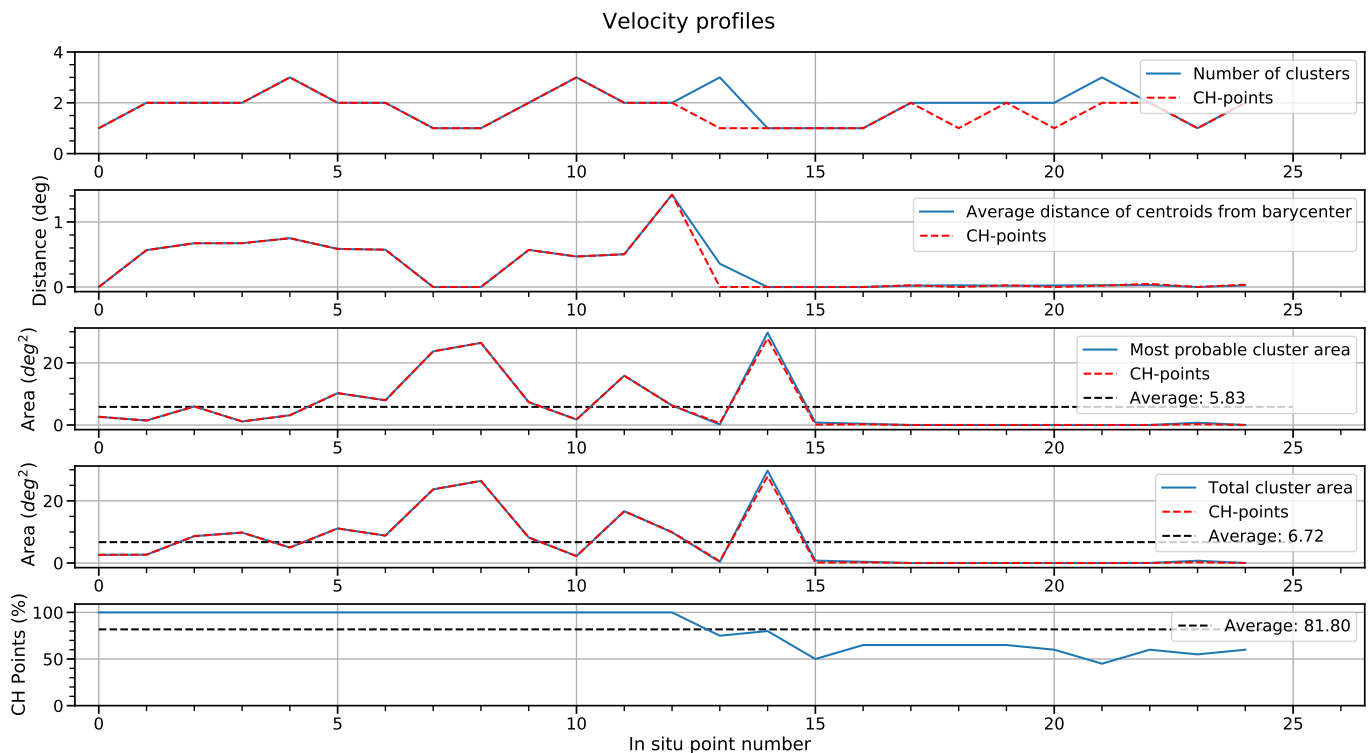 Velocity profiles
4
2
0
Number of clusters
CH-points
0 5 10 15 20 25
Distance (deg)
1
0
Average distance of centroids from barycenter
CH-points
0 5 10 15 20 25
Area (deg²)
20
0
Most probable cluster area
CH-points
Average: 5.83
0 5 10 15 20 25
Area (deg²)
20
0
Total cluster area
CH-points
Average: 6.72
0 5 10 15 20 25
CH Points (%)
100
50
0
Average: 81.80
0 5 10 15 20 25
In situ point number